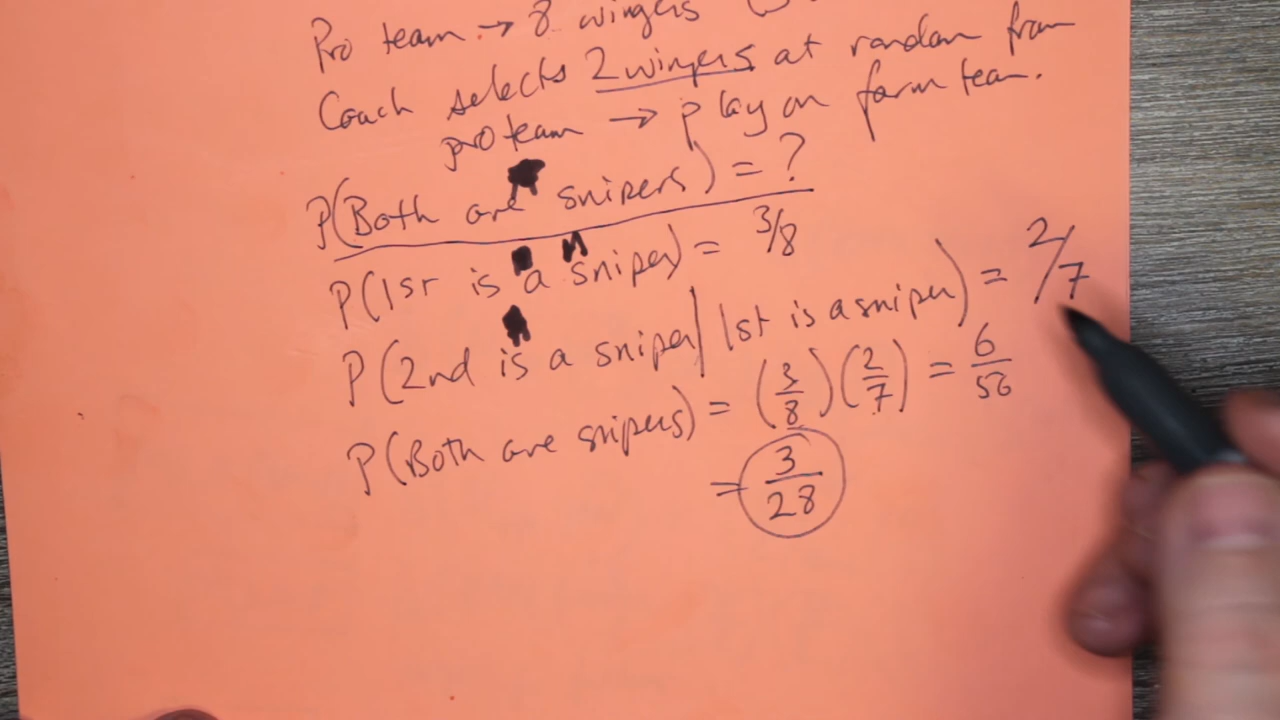 Pro team → 8 wingers
Coach selects 2 wingers at random from
pro team → play on farm team.
P(Both are snipers) = ?
P(1st is a sniper) = 3/8
P(2nd is a sniper | 1st is a sniper) = 2/7
P(Both are snipers) = (3/8)(2/7) = 6/56
= 3/28